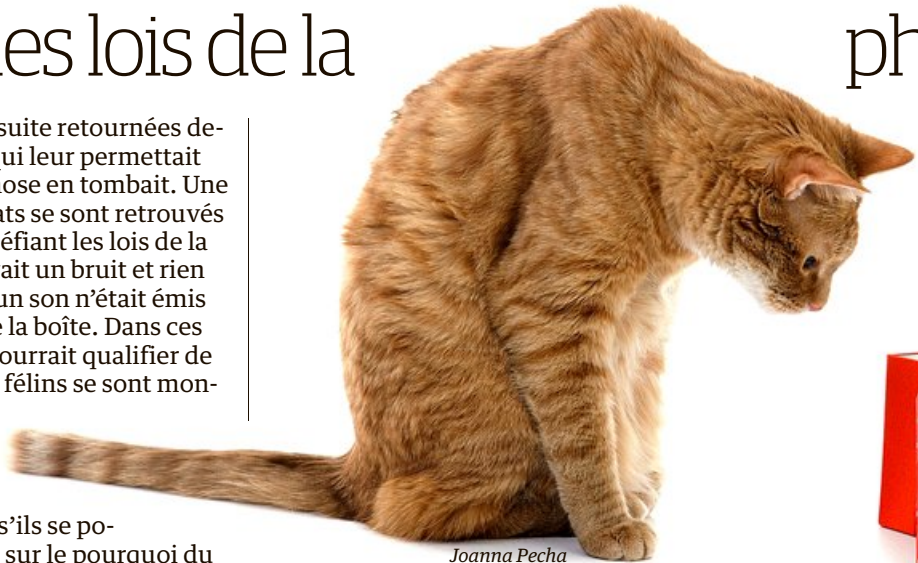 es lois de la ph
suite retournées de-
qui leur permettait
ose en tombait. Une
ats se sont retrouvés
éfiant les lois de la
ait un bruit et rien
un son n'était émis
e la boîte. Dans ces
ourrait qualifier de
félins se sont mon-
s'ils se po-
sur le pourquoi du
Joanna Pecha